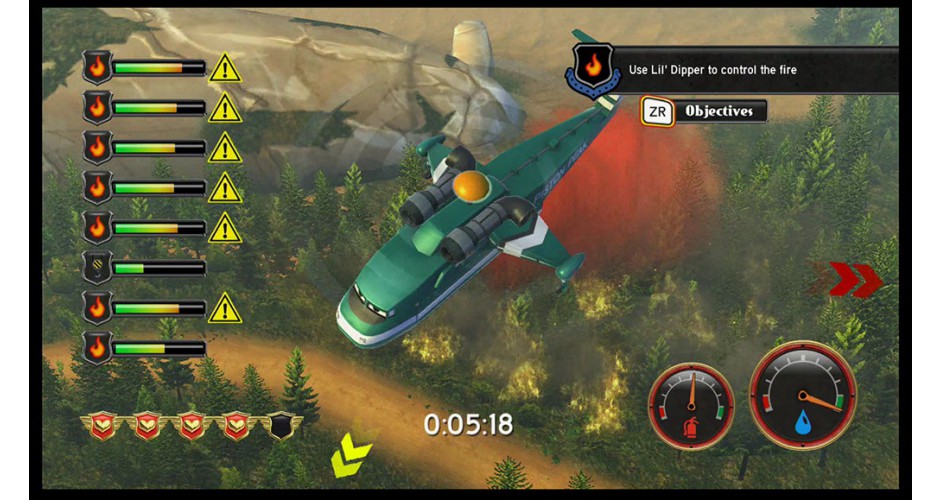 Use Lil' Dipper to control the fire
ZR Objectives
0:05:18